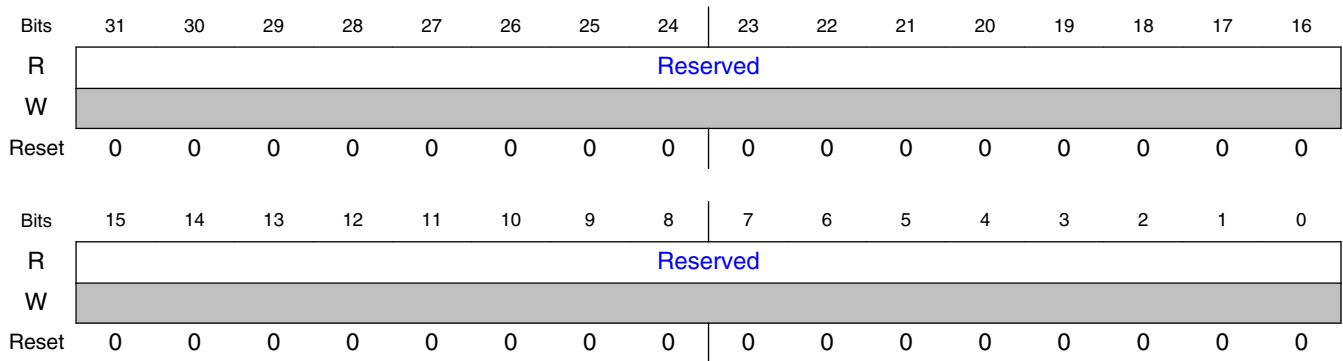 Bits 31 30 29 28 27 26 25 24 23 22 21 20 19 18 17 16
R Reserved
W
Reset 0 0 0 0 0 0 0 0 0 0 0 0 0 0 0 0
Bits 15 14 13 12 11 10 9 8 7 6 5 4 3 2 1 0
R Reserved
W
Reset 0 0 0 0 0 0 0 0 0 0 0 0 0 0 0 0